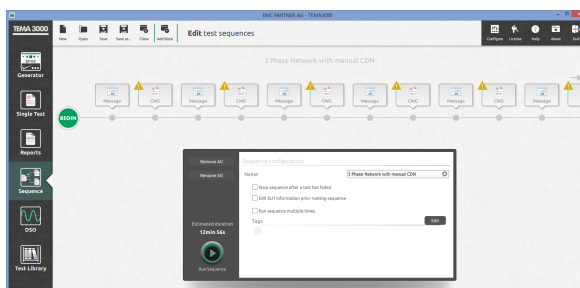 EMC PARTNER AG - TEMA3000
TEMA 3000
New Open Save Save as.. Close Add block
Edit test sequences
Configure License Help About Exit
3 Phase Network with manual CDN
Generator
Single Test
Reports
Sequence
DSO
Test Library
Message CWG Message CWG Message CWG Message CWG Message CWG Message
BEGIN
Remove All
Rename All
Sequence configuration
Name 3 Phase Network with manual CDN
Stop sequence after a test has failed
Edit EUT Information prior running sequence
Run sequence multiple times
Tags Edit
Estimated duration
12min 56s
Run Sequence